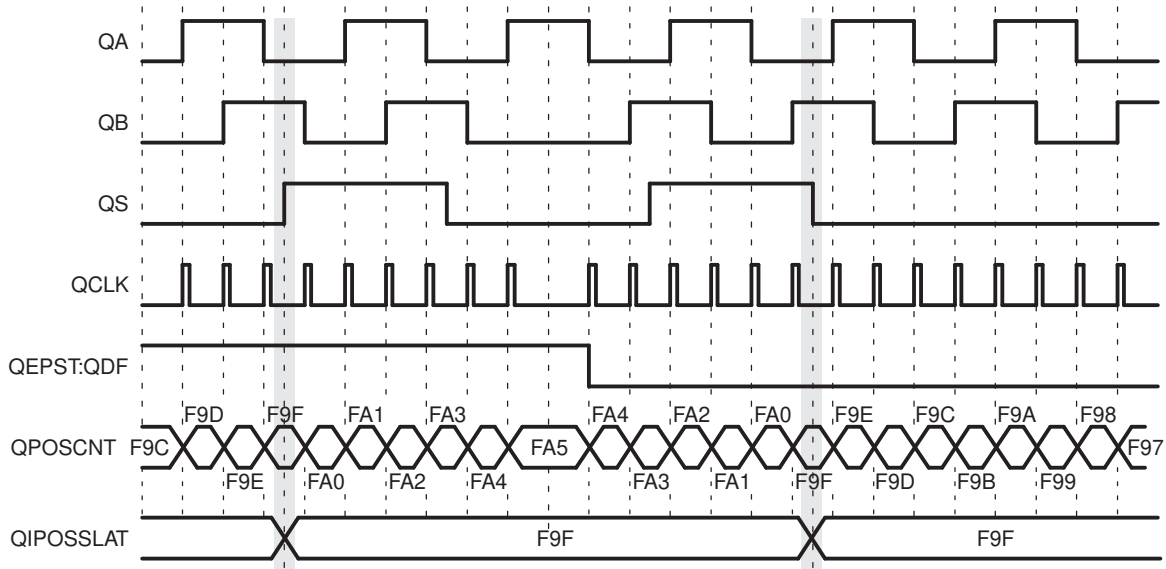 QA
QB
QS
QCLK
QEPST:QDF
F9D F9F FA1 FA3 FA4 FA2 FA0 F9E F9C F9A F98
QPOSCNT F9C FA5 F97
F9E FA0 FA2 FA4 FA3 FA1 F9F F9D F9B F99
QIPOSSLAT F9F F9F